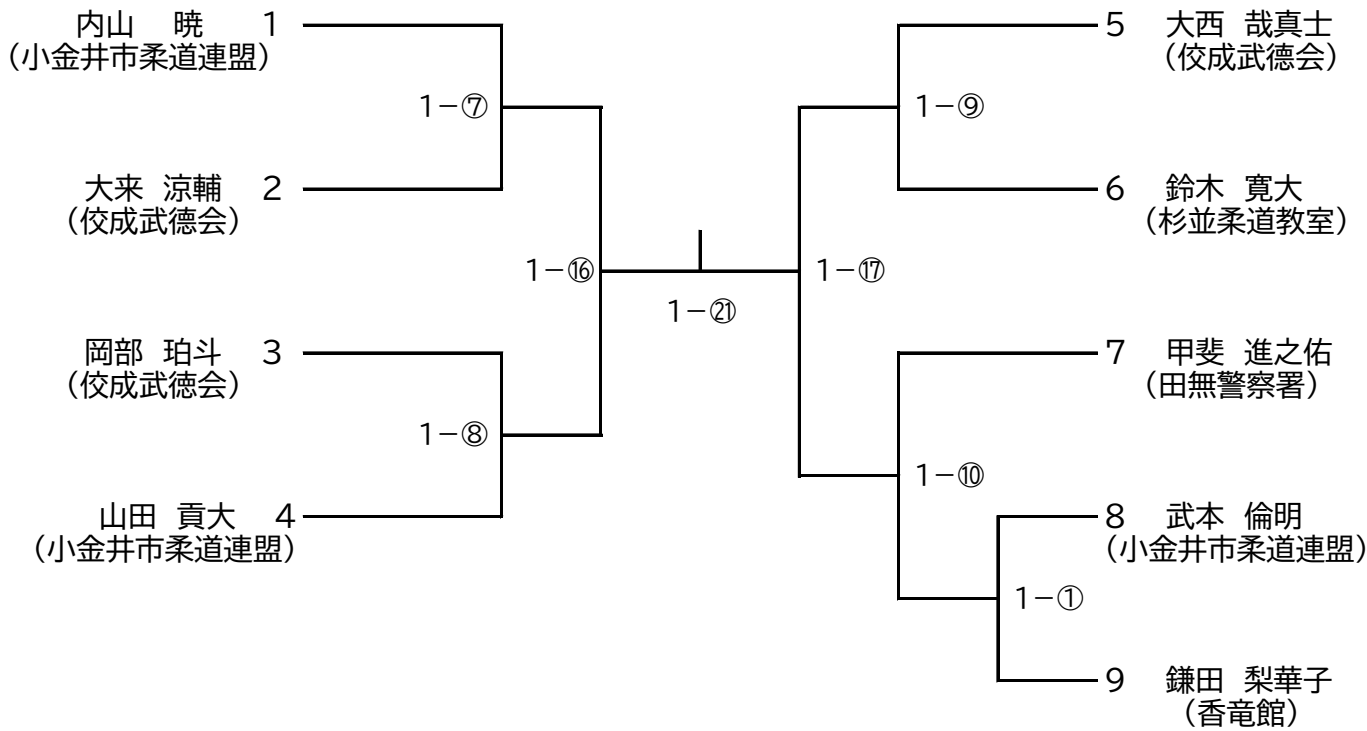 内山 暁 1
（小金井市柔道連盟）
1－⑦
大来 涼輔 2
（佼成武徳会）
1－⑯
岡部 珀斗 3
（佼成武徳会）
1－⑧
山田 貢大 4
（小金井市柔道連盟）
1－㉑
5 大西 哉真士
（佼成武徳会）
1－⑨
6 鈴木 寛大
（杉並柔道教室）
1－⑰
7 甲斐 進之佑
（田無警察署）
1－⑩
8 武本 倫明
（小金井市柔道連盟）
1－①
9 鎌田 梨華子
（香竜館）